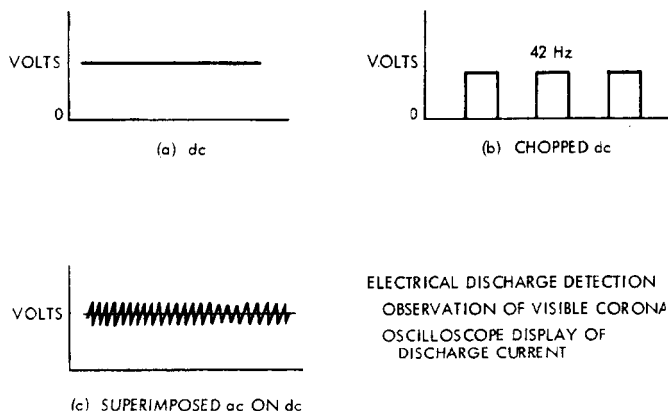 VOLTS
0
(a) dc
VOLTS
42 Hz
0
(b) CHOPPED dc
VOLTS
(c) SUPERIMPOSED ac ON dc
ELECTRICAL DISCHARGE DETECTION
OBSERVATION OF VISIBLE CORONA
OSCILLOSCOPE DISPLAY OF
DISCHARGE CURRENT